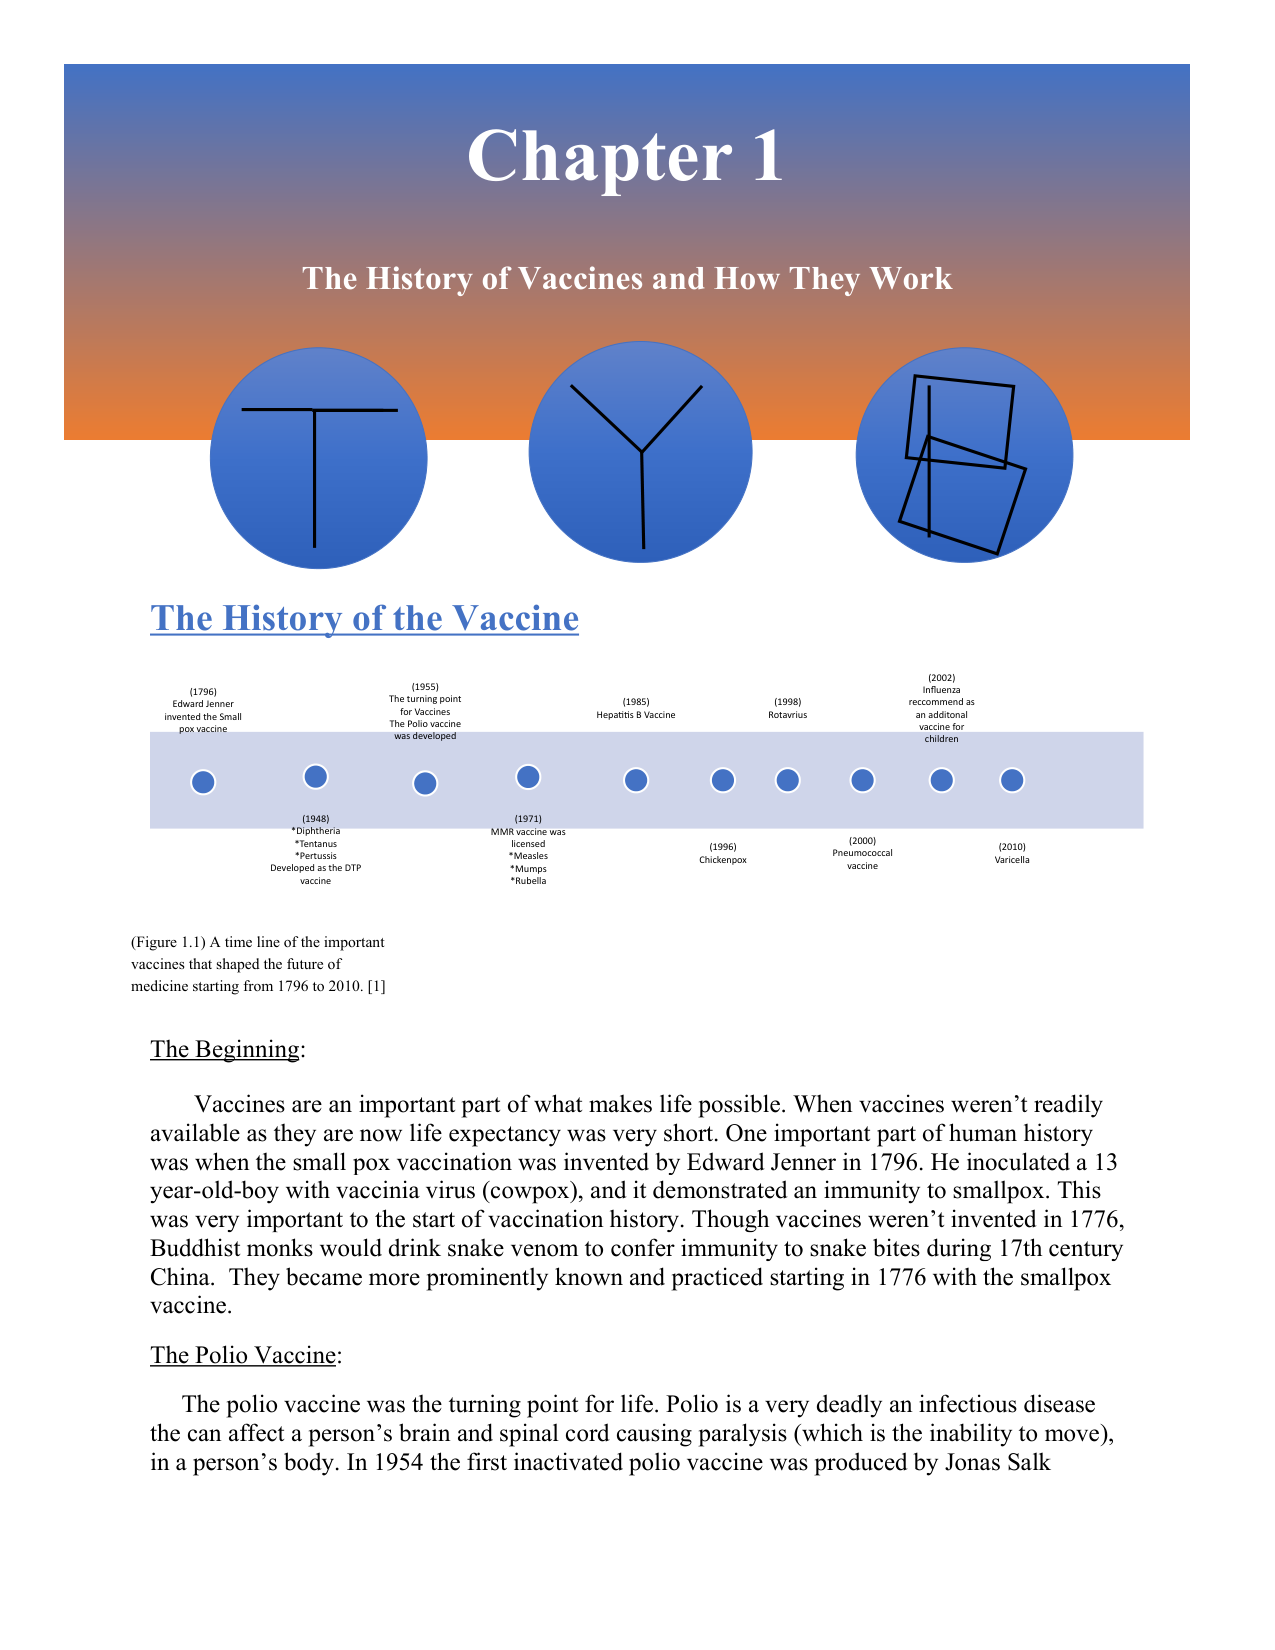 Chapter 1
The History of Vaccines and How They Work
T
Y
The History of the Vaccine
(1796)
Edward Jenner
invented the Small
pox vaccine
(1948)
*Diphtheria
*Tentanus
*Pertussis
Developed as the DTP
vaccine
(1955)
The turning point
for Vaccines
The Polio vaccine
was developed
(1971)
MMR vaccine was
licensed
*Measles
*Mumps
*Rubella
(1985)
Hepatitis B Vaccine
(1996)
Chickenpox
(1998)
Rotavrius
(2000)
Pneumococcal
vaccine
(2002)
Influenza
reccommend as
an additonal
vaccine for
children
(2010)
Varicella
(Figure 1.1) A time line of the important
vaccines that shaped the future of
medicine starting from 1796 to 2010. [1]
The Beginning:
Vaccines are an important part of what makes life possible. When vaccines weren’t readily
available as they are now life expectancy was very short. One important part of human history
was when the small pox vaccination was invented by Edward Jenner in 1796. He inoculated a 13
year-old-boy with vaccinia virus (cowpox), and it demonstrated an immunity to smallpox. This
was very important to the start of vaccination history. Though vaccines weren’t invented in 1776,
Buddhist monks would drink snake venom to confer immunity to snake bites during 17th century
China.  They became more prominently known and practiced starting in 1776 with the smallpox
vaccine.
The Polio Vaccine:
The polio vaccine was the turning point for life. Polio is a very deadly an infectious disease
the can affect a person’s brain and spinal cord causing paralysis (which is the inability to move),
in a person’s body. In 1954 the first inactivated polio vaccine was produced by Jonas Salk